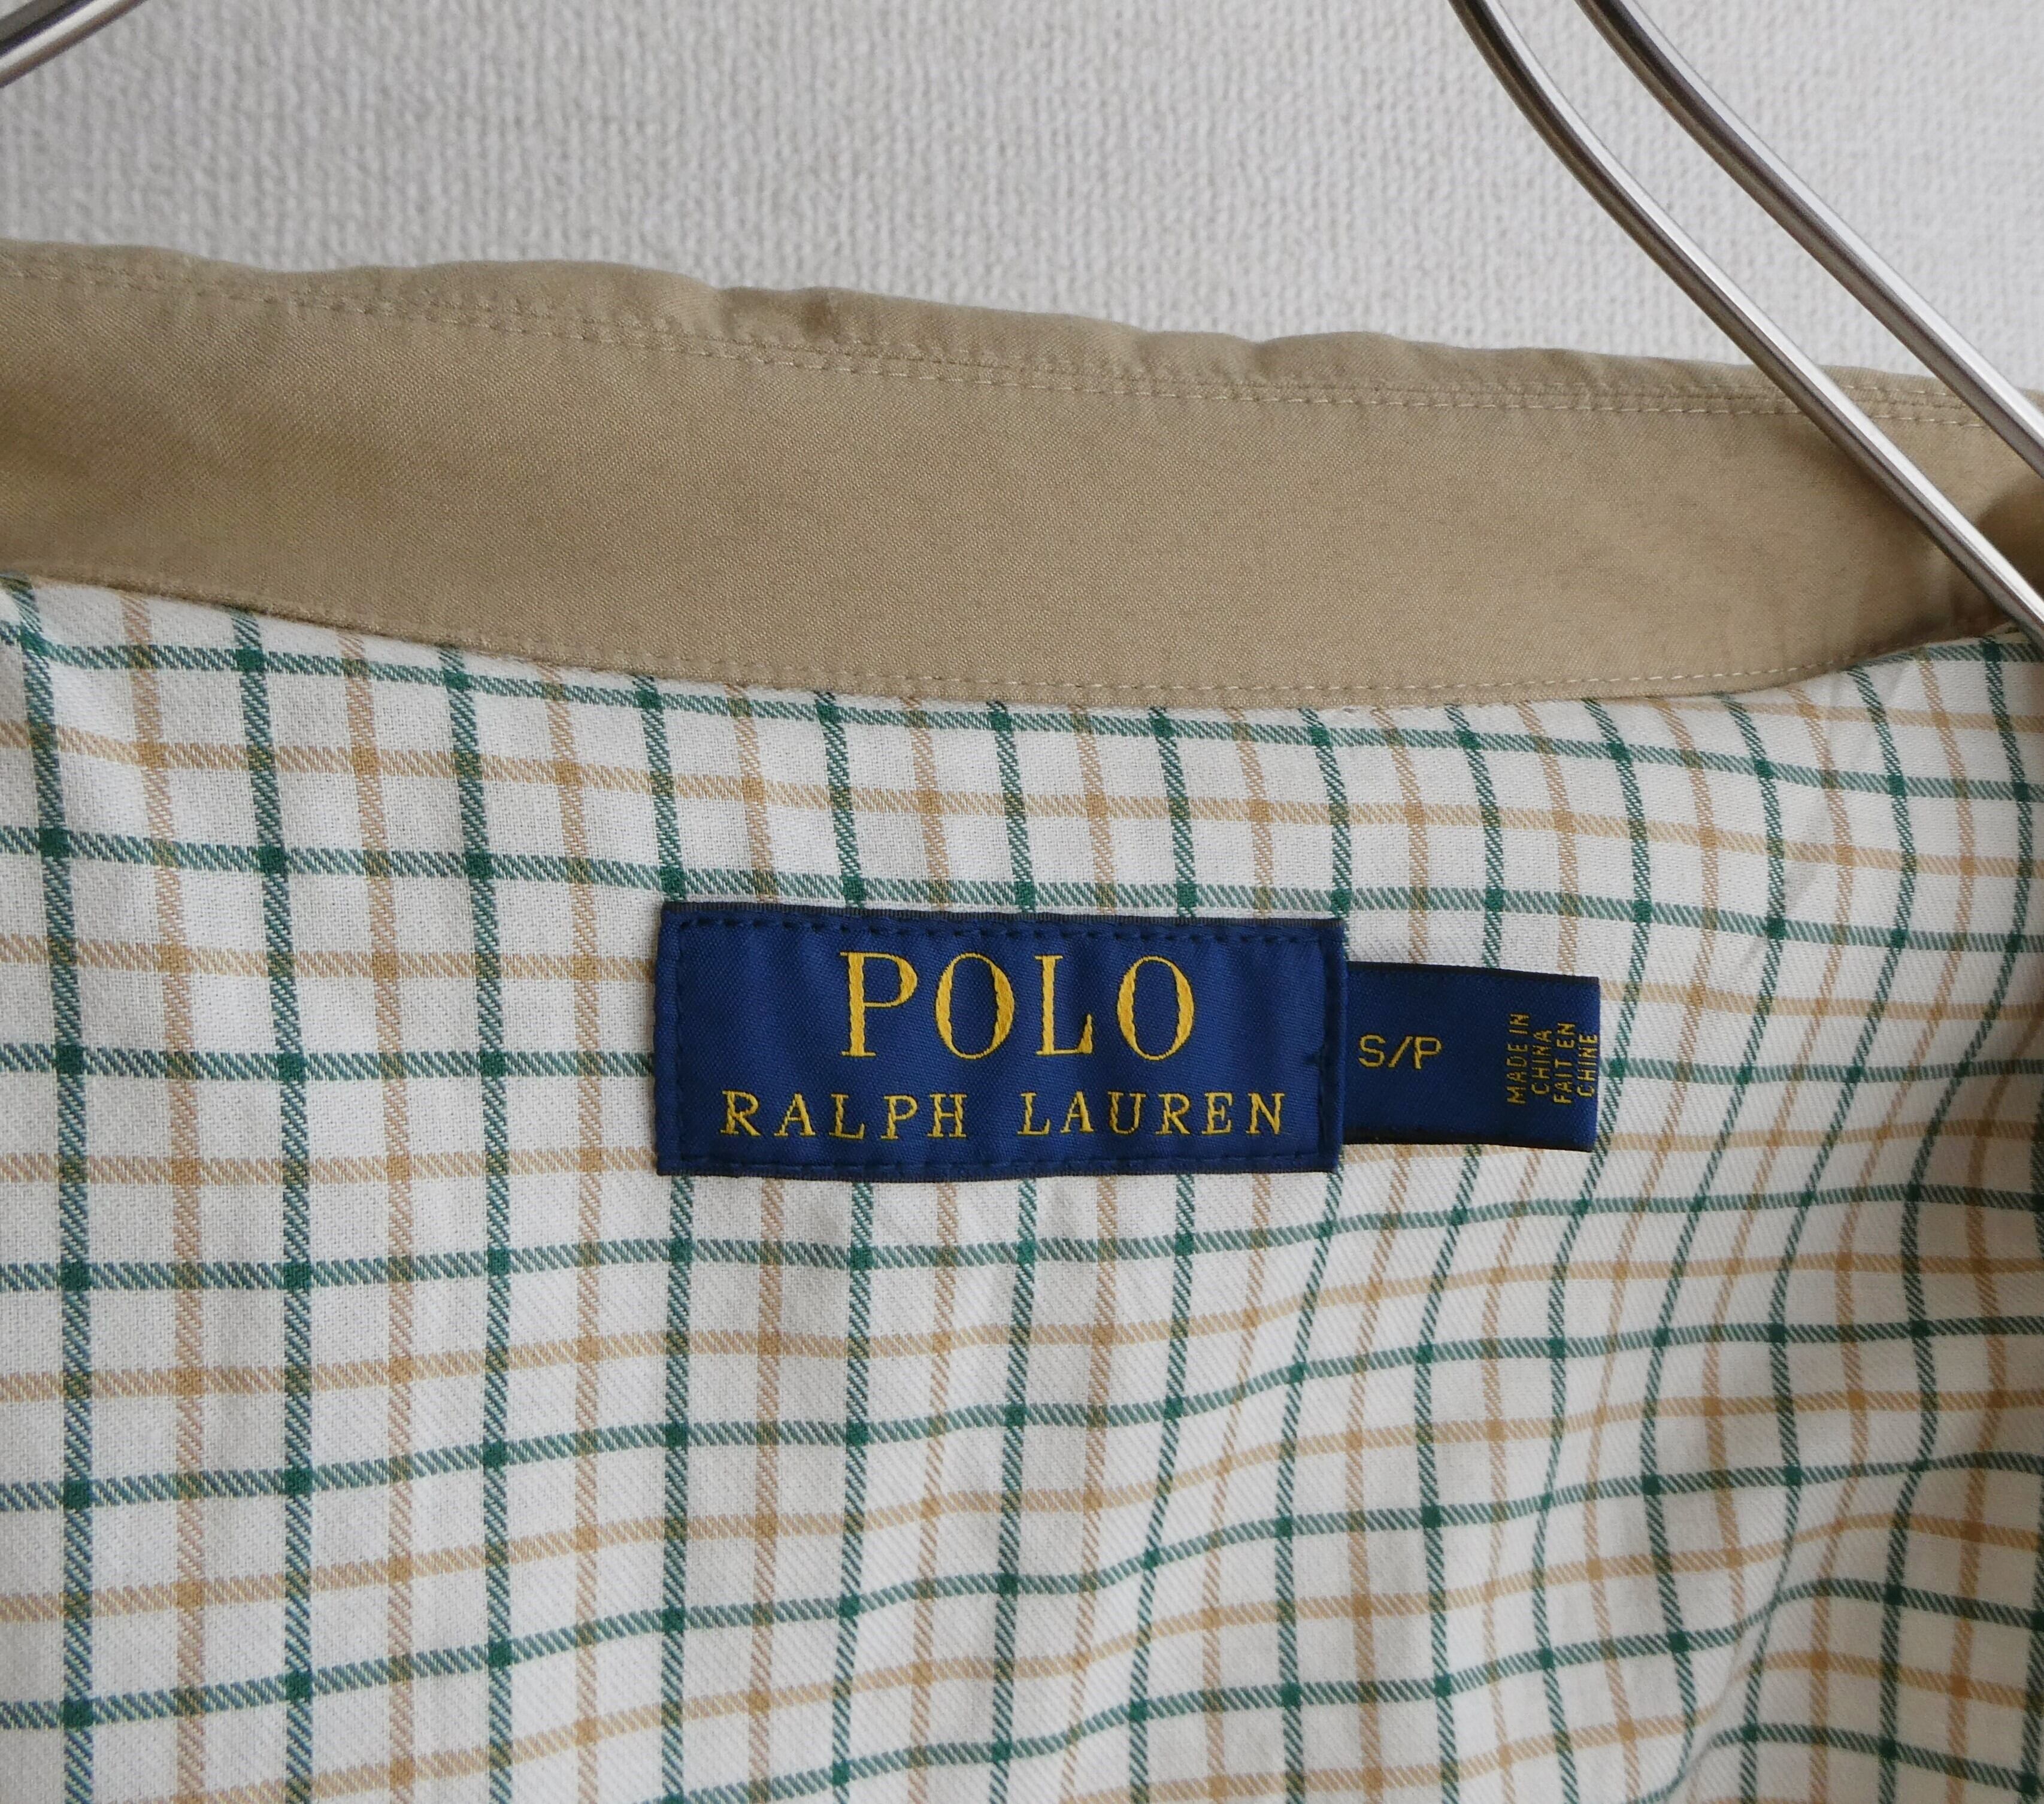 POLO
RALPH LAUREN
S/P
MADE IN
CHINA
FAIT EN
CHINE